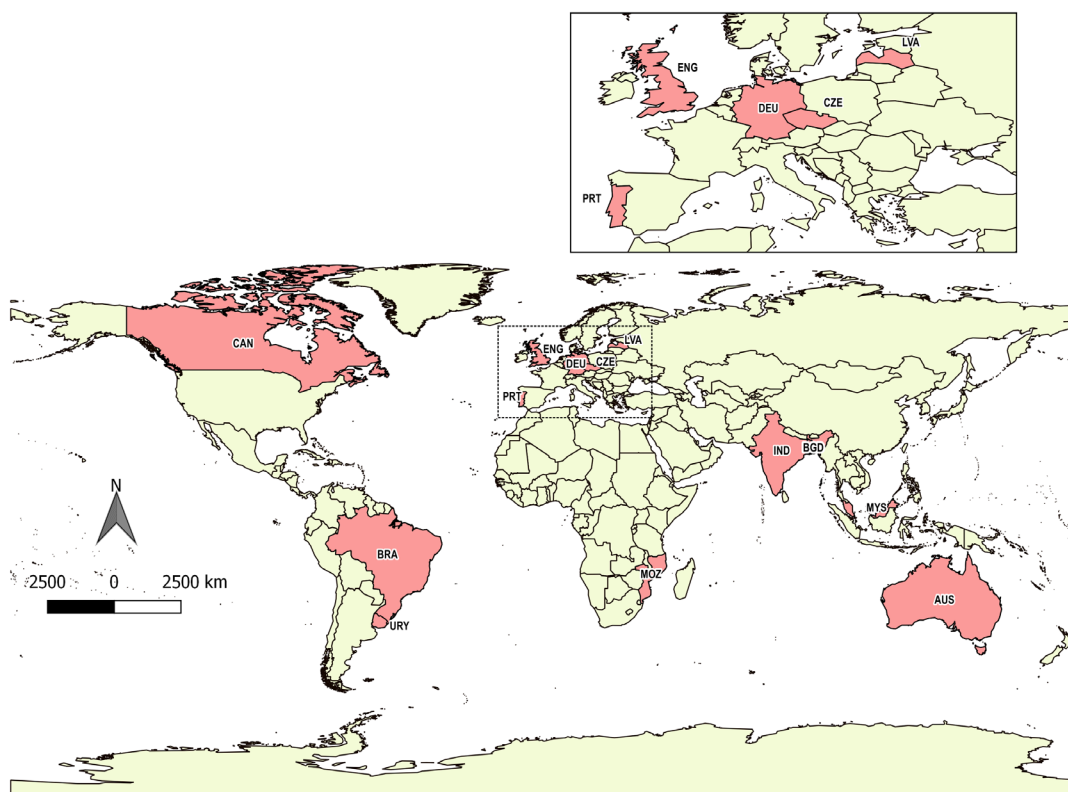 LVA
ENG
DEU
CZE
PRT
CAN
ENG
LVA
DEU
CZE
PRT
IND
BGD
N
MYS
BRA
MOZ
2500 0 2500 km
AUS
URY